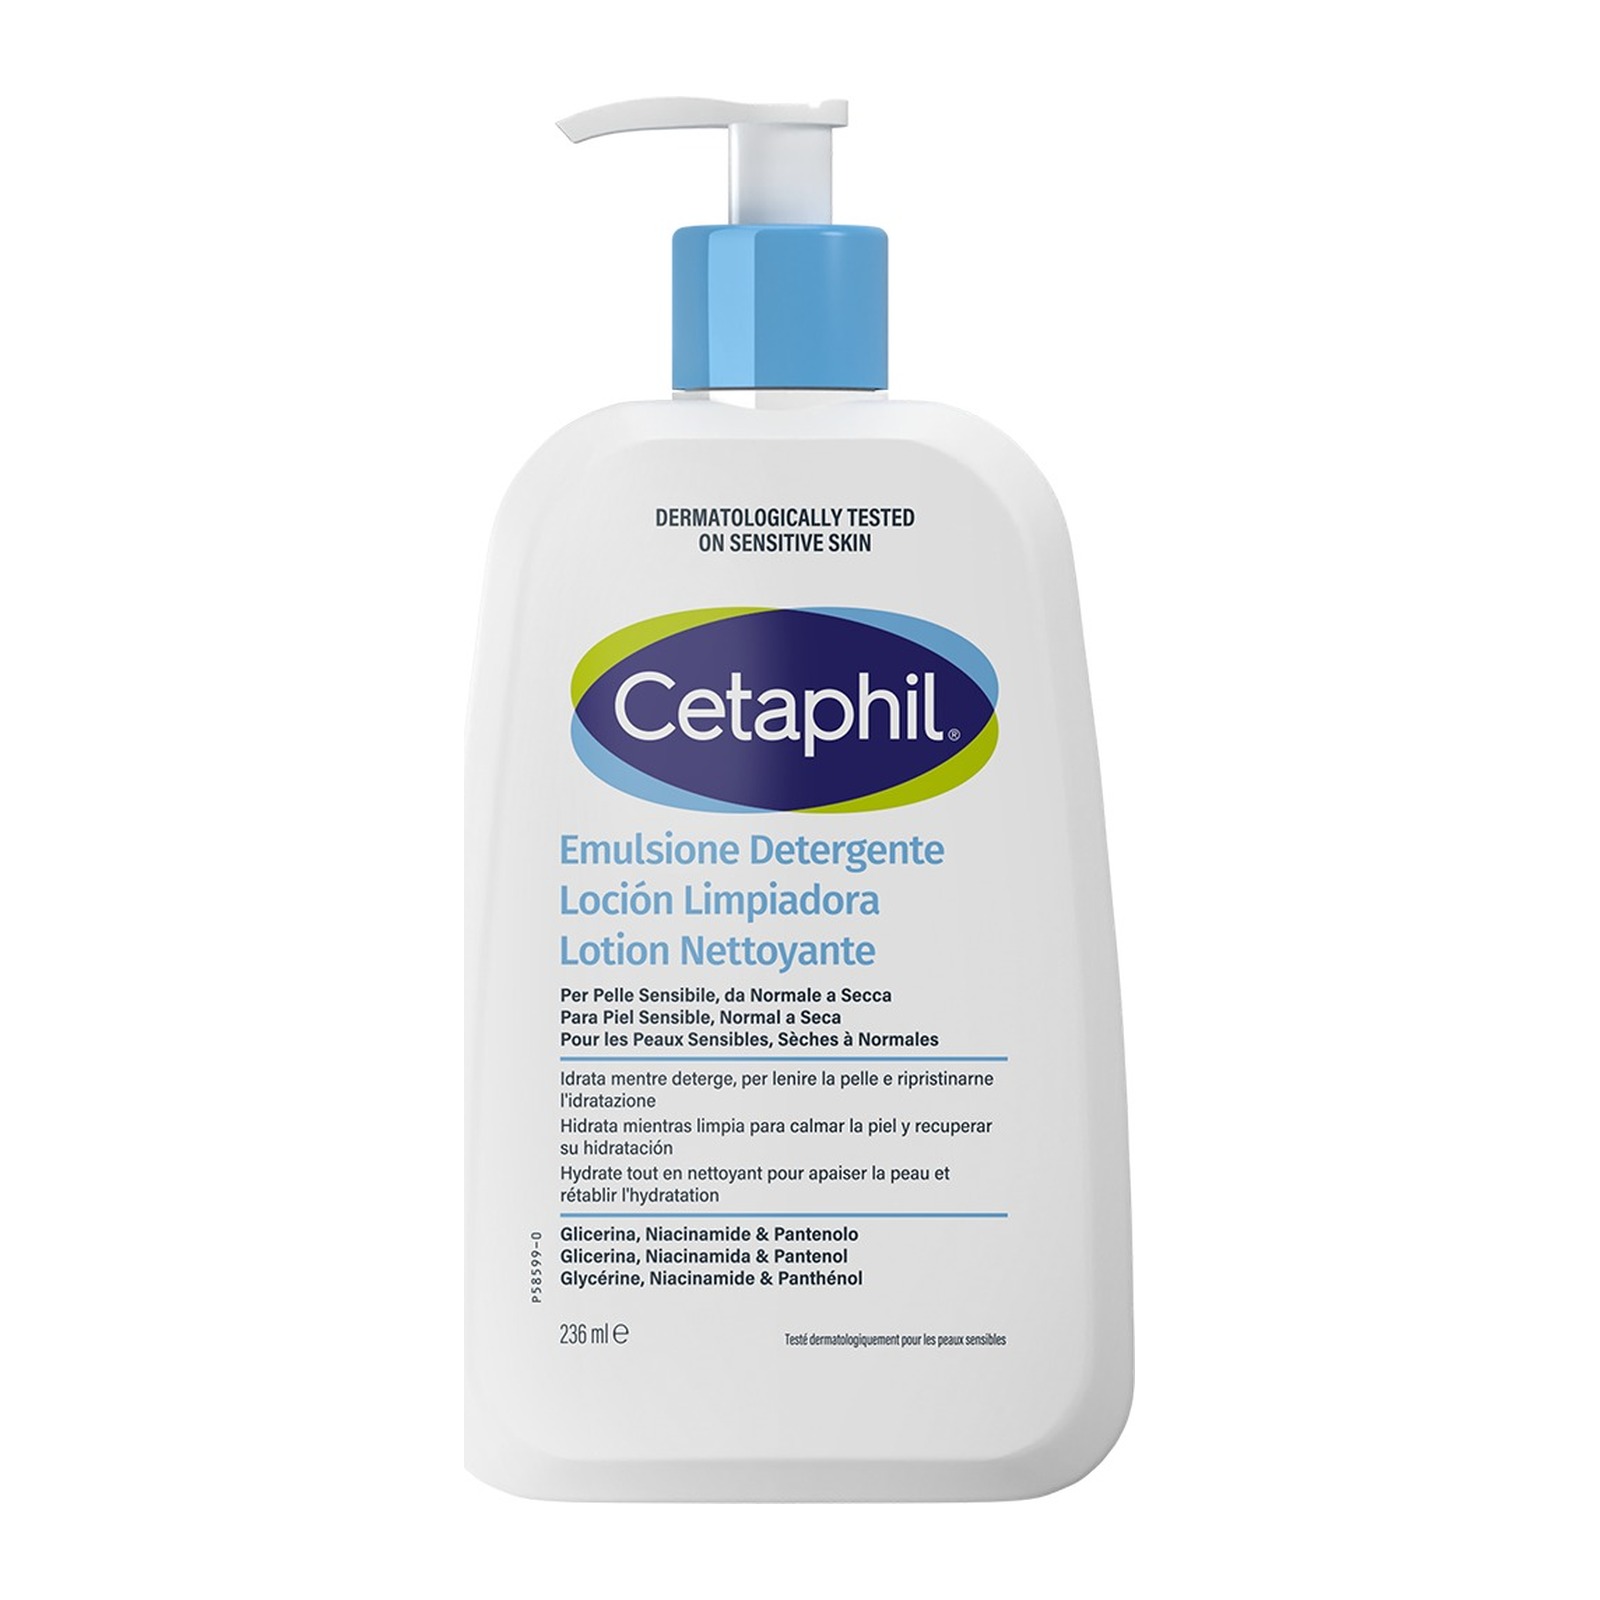 DERMATOLOGICALLY TESTED
ON SENSITIVE SKIN
Cetaphil®
Emulsione Detergente
Loción Limpiadora
Lotion Nettoyante
Per Pelle Sensibile, da Normale a Secca
Para Piel Sensible, Normal a Seca
Pour les Peaux Sensibles, Sèches à Normales
Idrata mentre deterge, per lenire la pelle e ripristinarne
l'idratazione
Hidrata mientras limpia para calmar la piel y recuperar
su hidratación
Hydrate tout en nettoyant pour apaiser la peau et
rétablir l'hydratation
Glicerina, Niacinamide & Pantenolo
Glicerina, Niacinamida & Pantenol
Glycérine, Niacinamide & Panthénol
P58599-0
236 ml ℮
Testé dermatologiquement pour les peaux sensibles